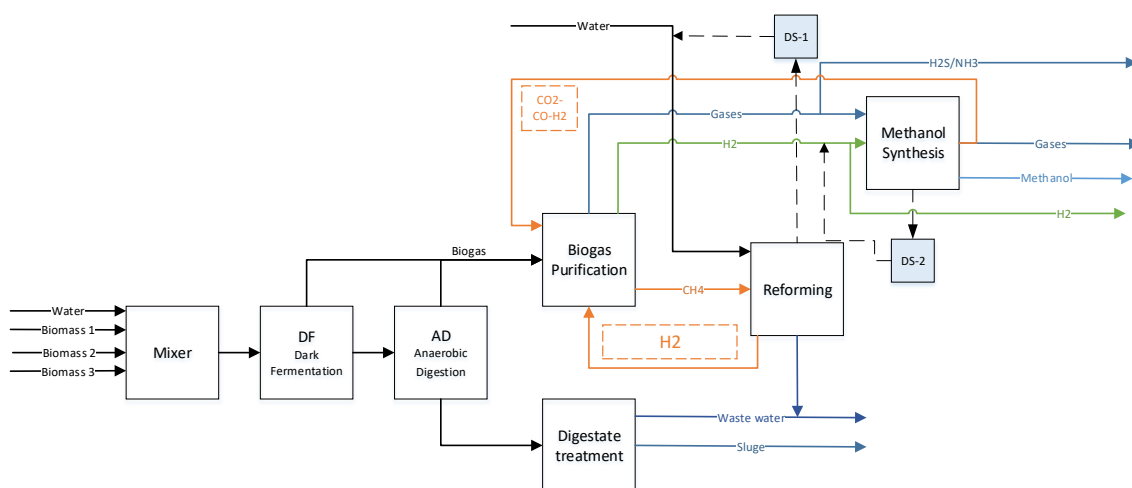 Water
DS-1
H2S/NH3
CO2-
CO-H2
Gases
Methanol
Synthesis
H2
Gases
Methanol
H2
Biogas
Biogas
Purification
DS-2
CH4
Reforming
Water
Biomass 1
Biomass 2
Biomass 3
Mixer
DF
Dark
Fermentation
AD
Anaerobic
Digestion
H2
Digestate
treatment
Waste water
Sluge